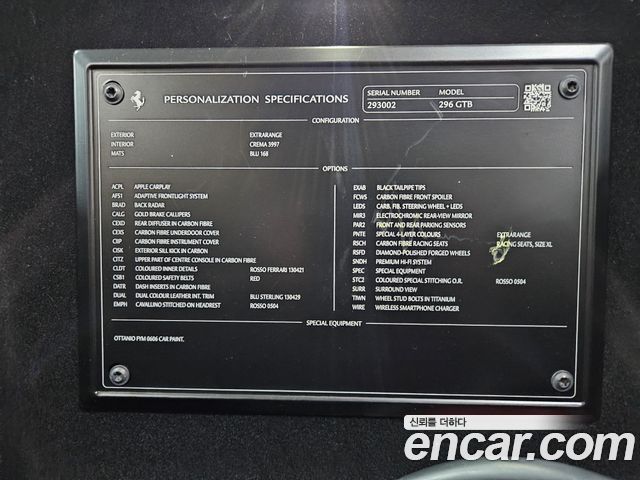 PERSONALIZATION SPECIFICATIONS
SERIAL NUMBER MODEL
293002 296 GTB
CONFIGURATION
EXTERIOR EXTRARANGE
INTERIOR CREMA 3997
MATS BLU 168
OPTIONS
ACPL APPLE CARPLAY
AFS1 ADAPTIVE FRONTLIGHT SYSTEM
BRAD BACK RADAR
CALG GOLD BRAKE CALLIPERS
CEXD REAR DIFFUSER IN CARBON FIBRE
CEXS CARBON FIBRE UNDERDOOR COVER
CIIP CARBON FIBRE INSTRUMENT COVER
CISK EXTERIOR SILL KICK IN CARBON
CITZ UPPER PART OF CENTRE CONSOLE IN CARBON FIBRE
CLDT COLOURED INNER DETAILS ROSSO FERRARI 130421
CSB1 COLOURED SAFETY BELTS RED
DATR DASH INSERTS IN CARBON FIBRE
DUAL DUAL COLOUR LEATHER INT. TRIM BLU STERLING 130429
EMPH CAVALLINO STITCHED ON HEADREST ROSSO 0504
EXAB BLACK TAILPIPE TIPS
FCWS CARBON FIBRE FRONT SPOILER
LEDS CARB. FIB. STEERING WHEEL + LEDS
MIR3 ELECTROCHROMIC REAR-VIEW MIRROR
PAR2 FRONT AND REAR PARKING SENSORS
PNTE SPECIAL 4-LAYER COLOURS EXTRARANGE
RSCH CARBON FIBRE RACING SEATS RACING SEATS, SIZE XL
RSFD DIAMOND-POLISHED FORGED WHEELS
SNDH PREMIUM HI-FI SYSTEM
SPEC SPECIAL EQUIPMENT
STC2 COLOURED SPECIAL STITCHING O.R. ROSSO 0504
SURR SURROUND VIEW
TIWN WHEEL STUD BOLTS IN TITANIUM
WIRE WIRELESS SMARTPHONE CHARGER
SPECIAL EQUIPMENT
OTTANIO FYM 0606 CAR PAINT.
신뢰를 더하다
encar.com